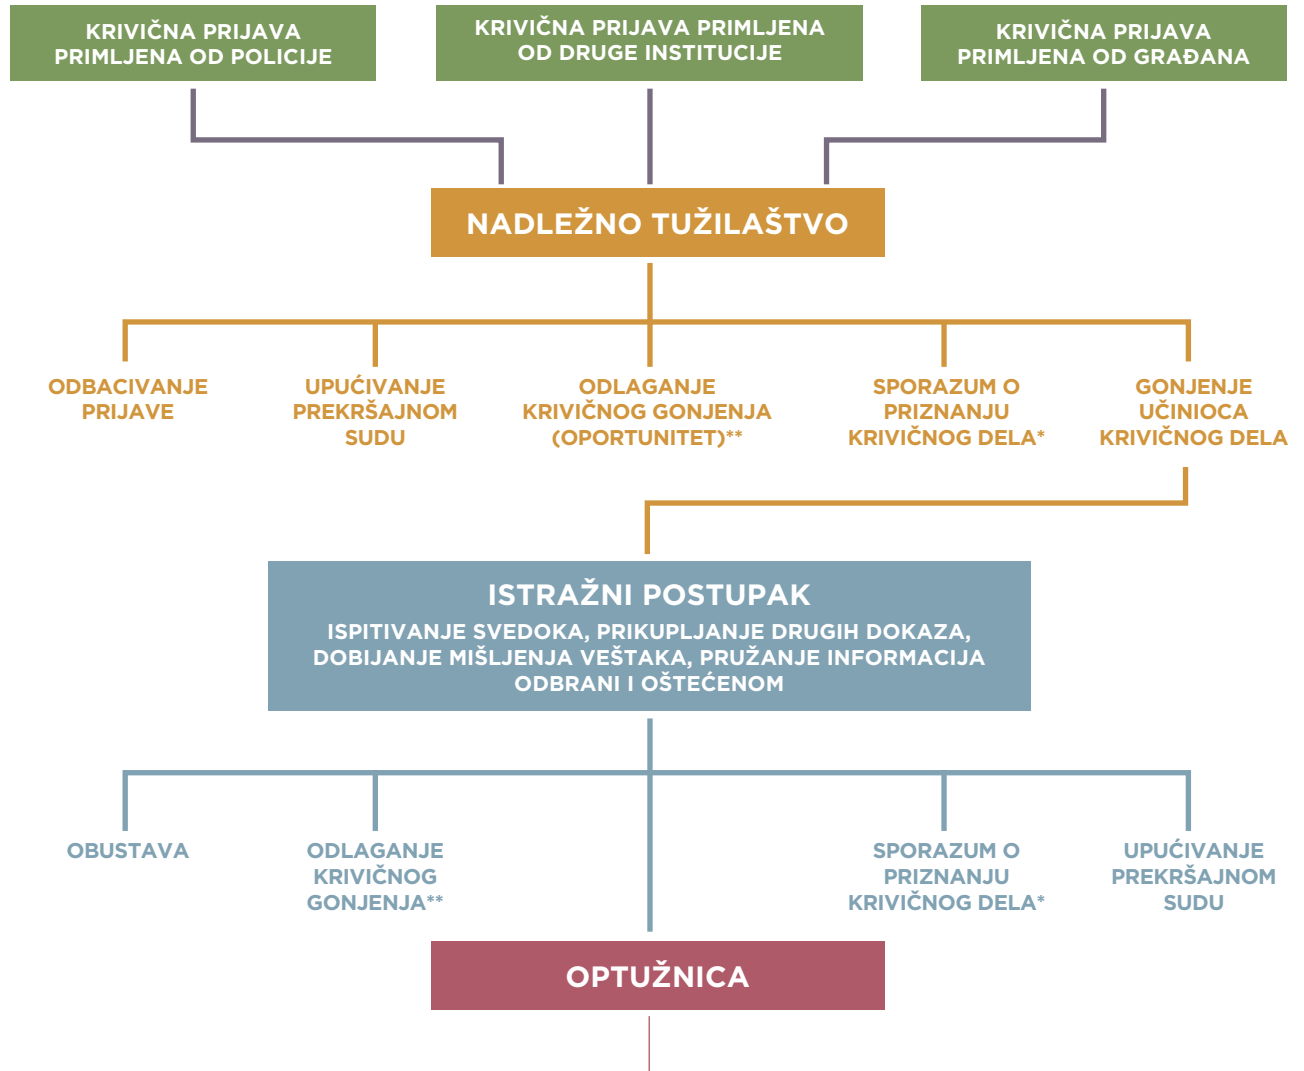 KRIVIČNA PRIJAVA
PRIMLJENA OD POLICIJE
KRIVIČNA PRIJAVA PRIMLJENA
OD DRUGE INSTITUCIJE
KRIVIČNA PRIJAVA
PRIMLJENA OD GRAĐANA
NADLEŽNO TUŽILAŠTVO
ODBACIVANJE
PRIJAVE
UPUĆIVANJE
PREKRŠAJNOM
SUDU
ODLAGANJE
KRIVIČNOG GONJENJA
(OPORTUNITET)**
SPORAZUM O
PRIZNANJU
KRIVIČNOG DELA*
GONJENJE
UČINIOCA
KRIVIČNOG DELA
ISTRAŽNI POSTUPAK
ISPITIVANJE SVEDOKA, PRIKUPLJANJE DRUGIH DOKAZA,
DOBIJANJE MIŠLJENJA VEŠTAKA, PRUŽANJE INFORMACIJA
ODBRANI I OŠTEĆENOM
OBUSTAVA
ODLAGANJE
KRIVIČNOG
GONJENJA**
SPORAZUM O
PRIZNANJU
KRIVIČNOG DELA*
UPUĆIVANJE
PREKRŠAJNOM
SUDU
OPTUŽNICA